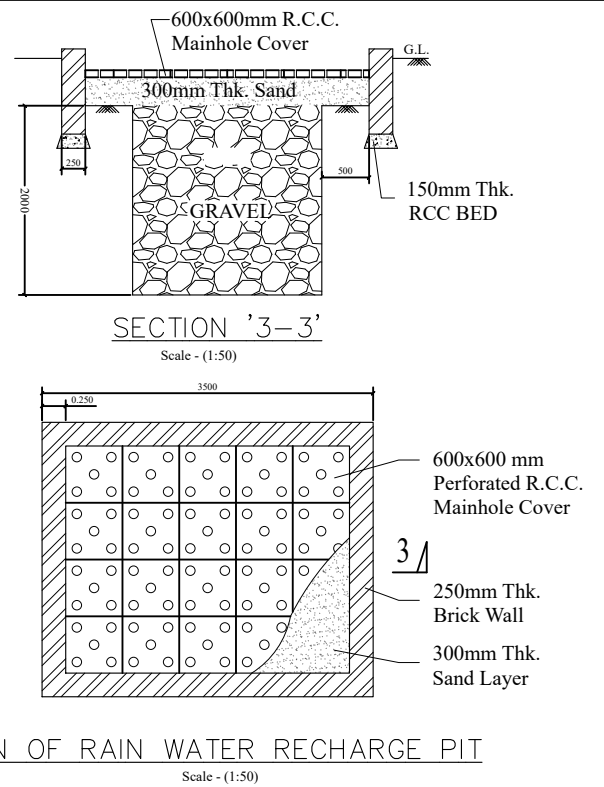 600x600mm R.C.C.
Mainhole Cover
G.L.
300mm Thk. Sand
250
500
2000
GRAVEL
150mm Thk.
RCC BED
SECTION '3-3'
Scale - (1:50)
3500
0.250
600x600 mm
Perforated R.C.C.
Mainhole Cover
3
250mm Thk.
Brick Wall
300mm Thk.
Sand Layer
N OF RAIN WATER RECHARGE PIT
Scale - (1:50)